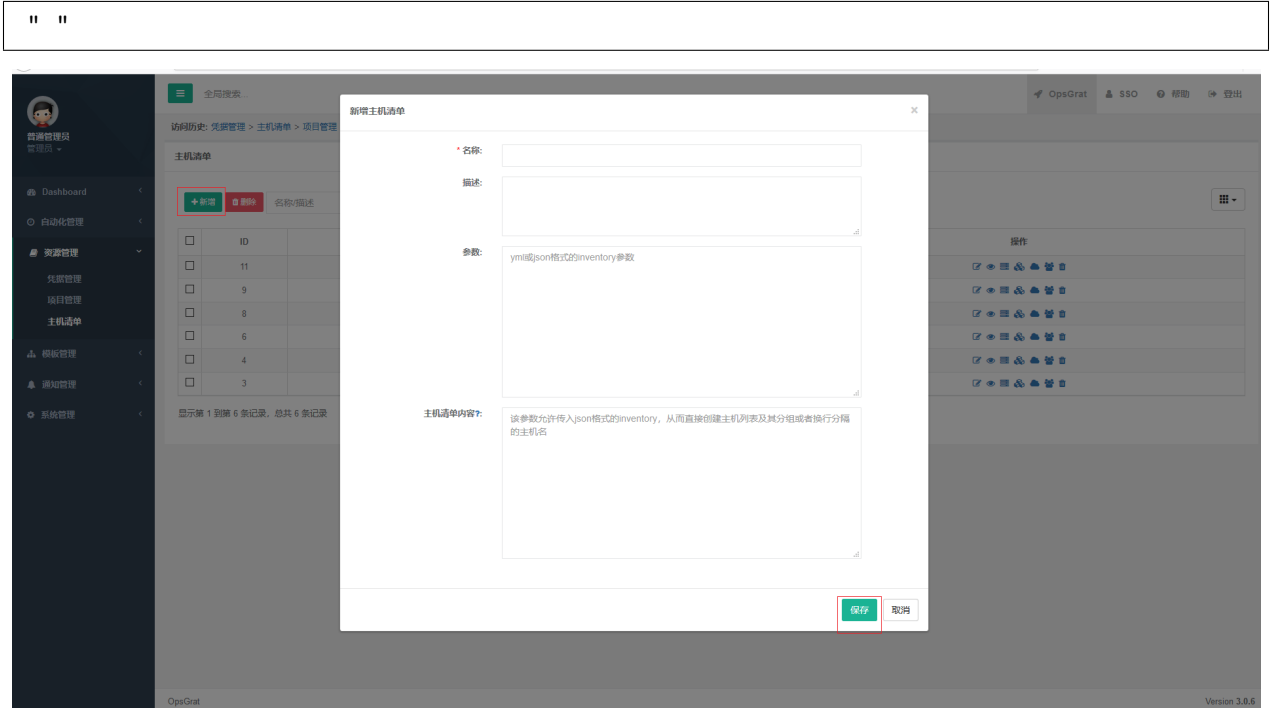 " "
全局搜索...
OpsGrat
SSO
帮助
登出
普通管理员
管理员
访问历史: 凭据管理 > 主机清单 > 项目管理
主机清单
Dashboard
自动化管理
资源管理
凭据管理
项目管理
主机清单
模板管理
通知管理
系统管理
+新增
删除
名称/描述
ID
操作
11
9
8
6
4
3
显示第 1 到第 6 条记录，总共 6 条记录
新增主机清单
×
* 名称:
描述:
参数:
yml或json格式的inventory参数
主机清单内容?:
该参数允许传入json格式的inventory，从而直接创建主机列表及其分组或者换行分隔
的主机名
保存
取消
OpsGrat
Version 3.0.6